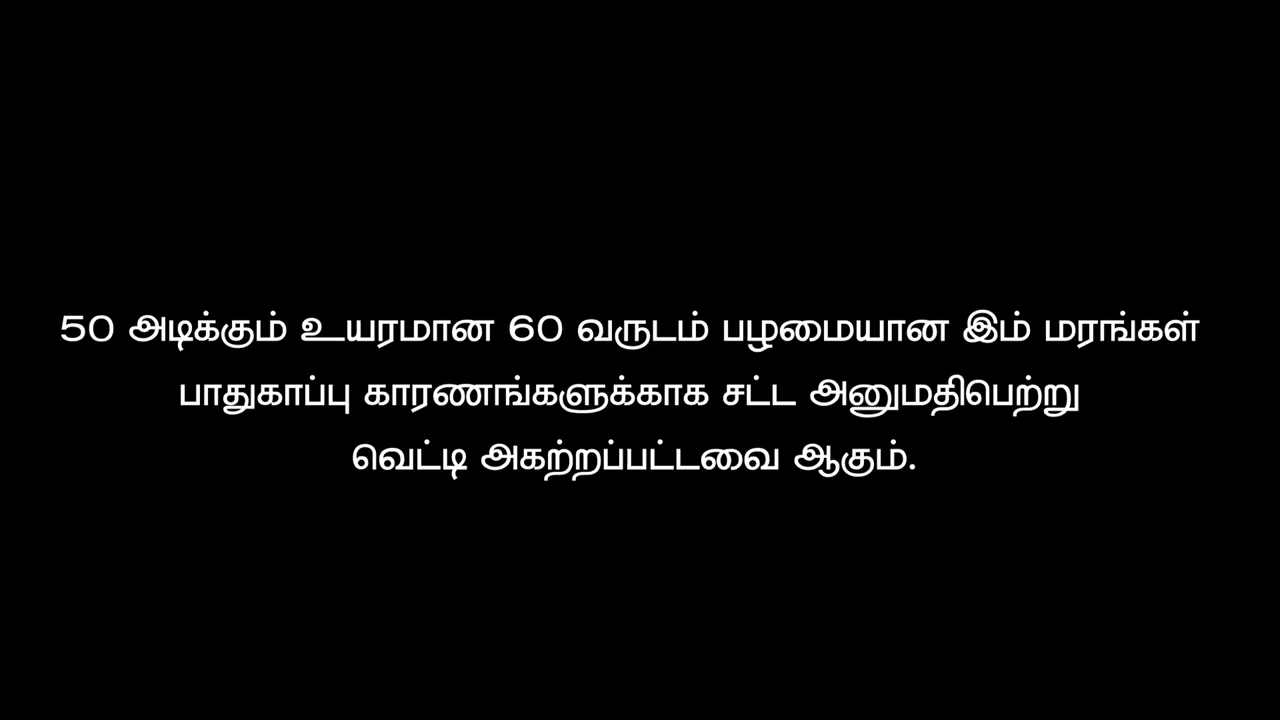 50 அடிக்கும் உயரமான 60 வருடம் பழமையான இம் மரங்கள்
பாதுகாப்பு காரணங்களுக்காக சட்ட அனுமதிபெற்று
வெட்டி அகற்றப்பட்டவை ஆகும்.